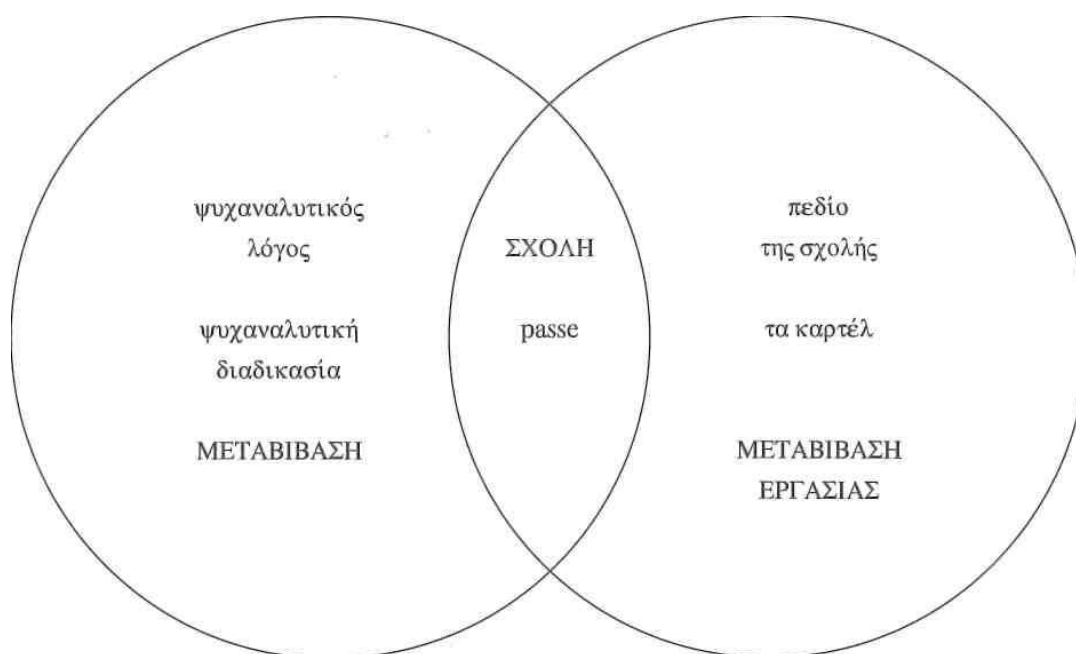 ψυχαναλυτικός
λόγος
ψυχαναλυτική
διαδικασία
ΜΕΤΑΒΙΒΑΣΗ
ΣΧΟΛΗ
passe
πεδίο
της σχολής
τα καρτέλ
ΜΕΤΑΒΙΒΑΣΗ
ΕΡΓΑΣΙΑΣ